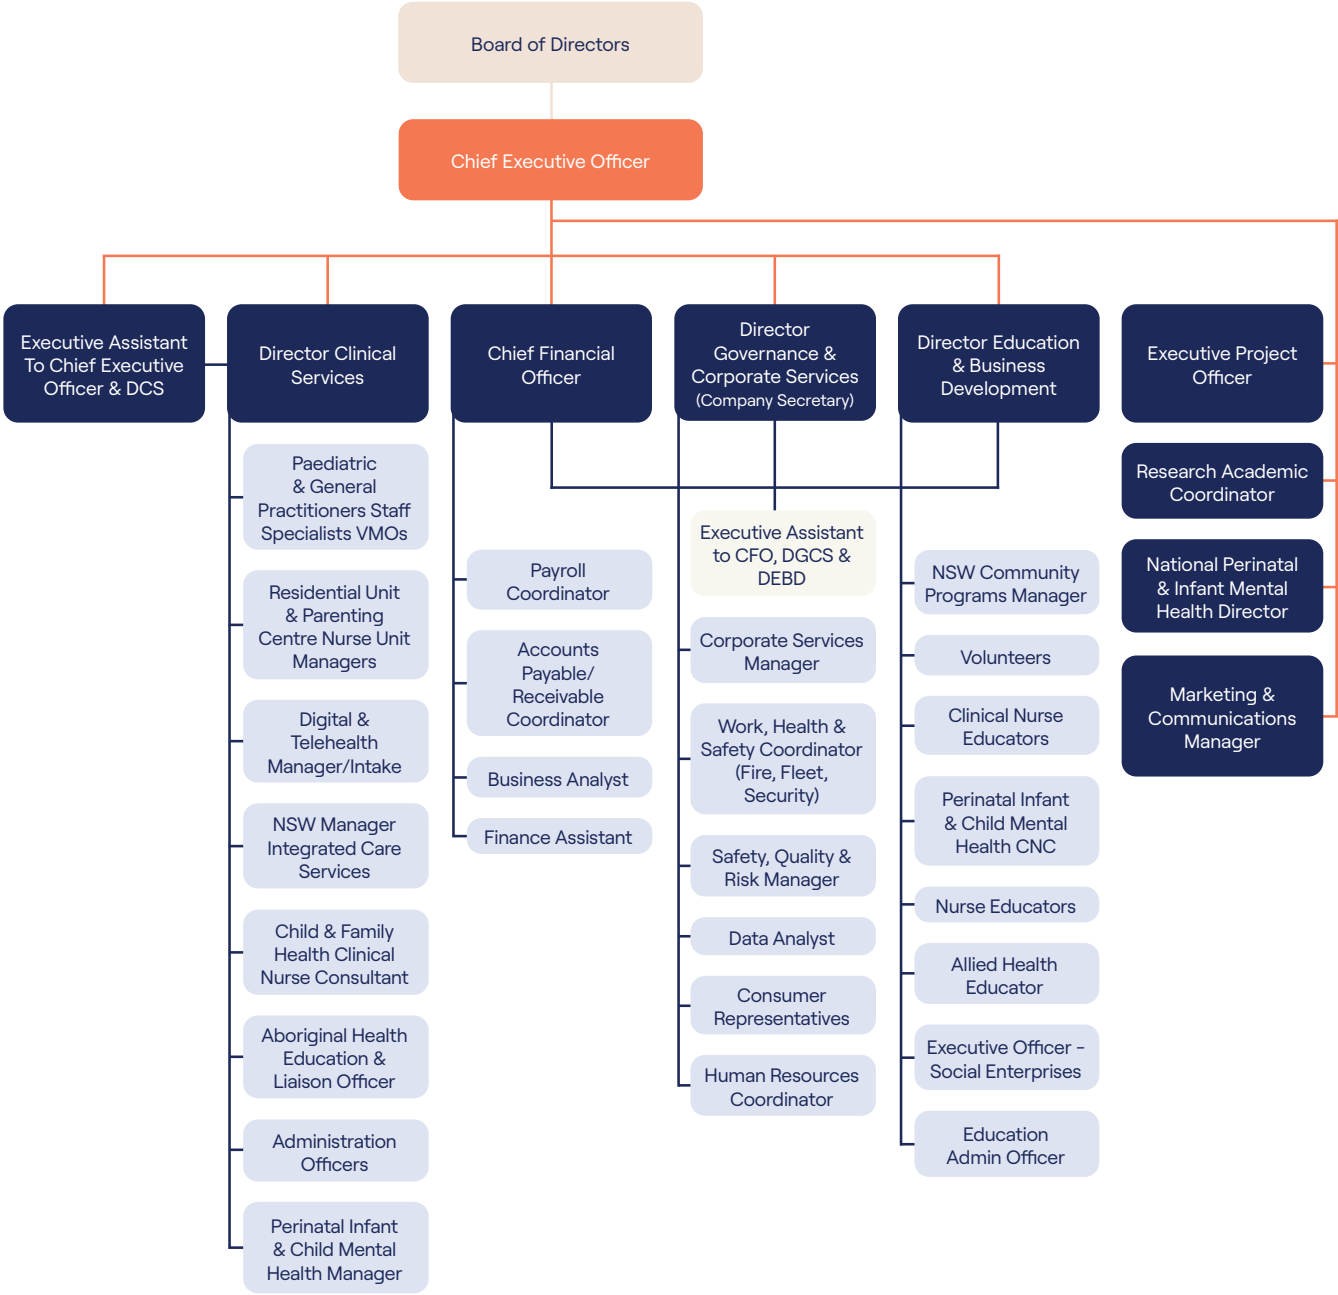 Board of Directors
Chief Executive Officer
Executive Assistant
To Chief Executive
Officer & DCS
Director Clinical
Services
Chief Financial
Officer
Director
Governance &
Corporate Services
(Company Secretary)
Director Education
& Business
Development
Executive Project
Officer
Paediatric
& General
Practitioners Staff
Specialists VMOs
Residential Unit
& Parenting
Centre Nurse Unit
Managers
Digital &
Telehealth
Manager/Intake
NSW Manager
Integrated Care
Services
Child & Family
Health Clinical
Nurse Consultant
Aboriginal Health
Education &
Liaison Officer
Administration
Officers
Perinatal Infant
& Child Mental
Health Manager
Payroll
Coordinator
Accounts
Payable/
Receivable
Coordinator
Business Analyst
Finance Assistant
Executive Assistant
to CFO, DGCS &
DEBD
Corporate Services
Manager
Work, Health &
Safety Coordinator
(Fire, Fleet,
Security)
Safety, Quality &
Risk Manager
Data Analyst
Consumer
Representatives
Human Resources
Coordinator
NSW Community
Programs Manager
Volunteers
Clinical Nurse
Educators
Perinatal Infant
& Child Mental
Health CNC
Nurse Educators
Allied Health
Educator
Executive Officer -
Social Enterprises
Education
Admin Officer
Research Academic
Coordinator
National Perinatal
& Infant Mental
Health Director
Marketing &
Communications
Manager